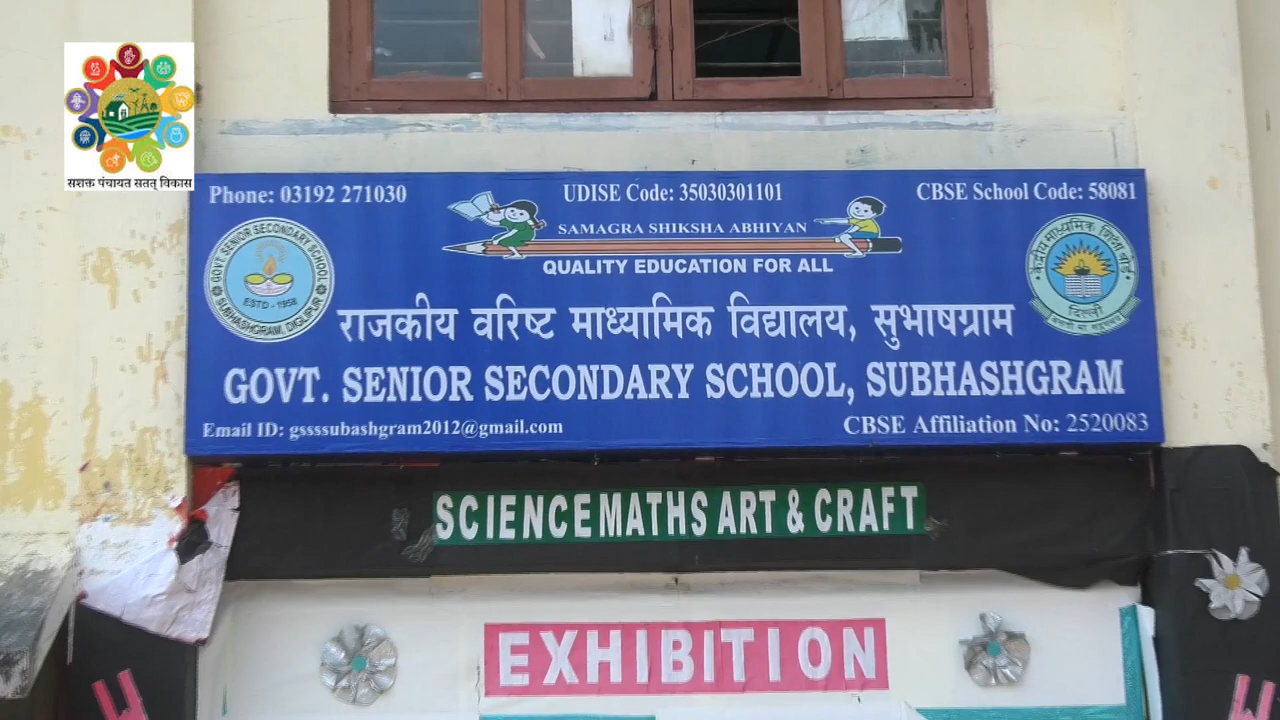 सशक्त पंचायत सतत् विकास
Phone: 03192 271030
UDISE Code: 35030301101
CBSE School Code: 58081
SAMAGRA SHIKSHA ABHIYAN
QUALITY EDUCATION FOR ALL
GOVT SENIOR SECONDARY SCHOOL
ESTD - 1958
SUBHASHGRAM, DIGLIPUR
केंद्रीय माध्यमिक शिक्षा बोर्ड
दिल्ली
राजकीय वरिष्ट माध्यामिक विद्यालय, सुभाषग्राम
GOVT. SENIOR SECONDARY SCHOOL, SUBHASHGRAM
Email ID: gssssubashgram2012@gmail.com
CBSE Affiliation No: 2520083
SCIENCE MATHS ART & CRAFT
EXHIBITION
W